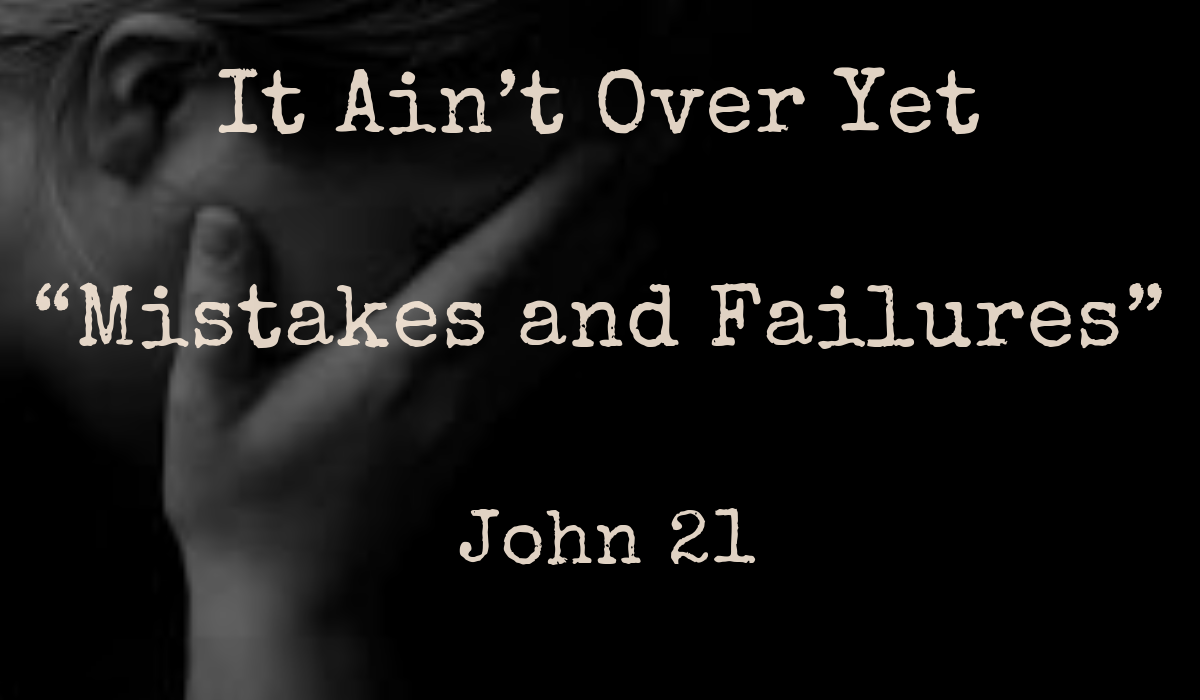 It Ain’t Over Yet
“Mistakes and Failures”
John 21